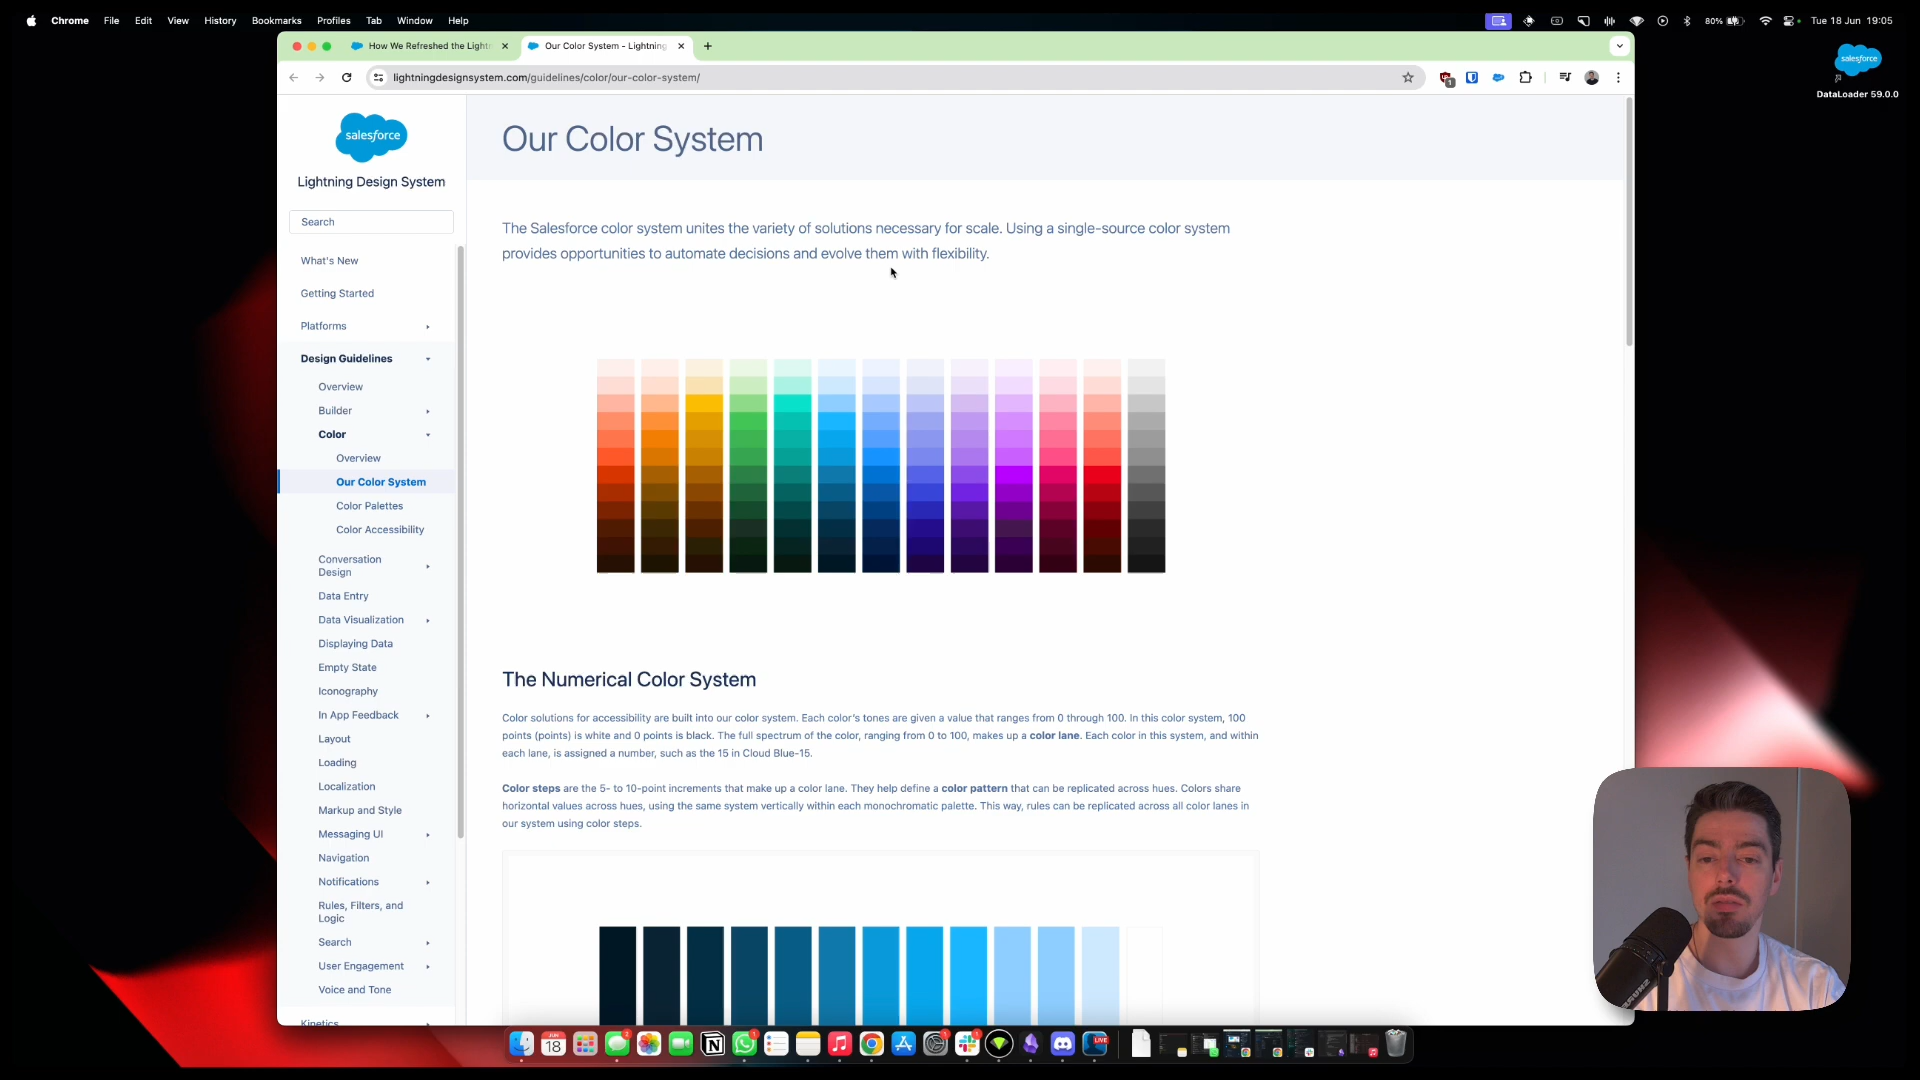 Chrome File Edit View History Bookmarks Profiles Tab Window Help
80% Tue 18 Jun 19:05
How We Refreshed the Lightn
Our Color System - Lightning
lightningdesignsystem.com/guidelines/color/our-color-system/
1
salesforce
DataLoader 59.0.0
salesforce
Lightning Design System
Search
What's New
Getting Started
Platforms
Design Guidelines
Overview
Builder
Color
Overview
Our Color System
Color Palettes
Color Accessibility
Conversation
Design
Data Entry
Data Visualization
Displaying Data
Empty State
Iconography
In App Feedback
Layout
Loading
Localization
Markup and Style
Messaging UI
Navigation
Notifications
Rules, Filters, and
Logic
Search
User Engagement
Voice and Tone
Kinetics
Our Color System
The Salesforce color system unites the variety of solutions necessary for scale. Using a single-source color system
provides opportunities to automate decisions and evolve them with flexibility.
The Numerical Color System
Color solutions for accessibility are built into our color system. Each color's tones are given a value that ranges from 0 through 100. In this color system, 100
points (points) is white and 0 points is black. The full spectrum of the color, ranging from 0 to 100, makes up a color lane. Each color in this system, and within
each lane, is assigned a number, such as the 15 in Cloud Blue-15.
Color steps are the 5- to 10-point increments that make up a color lane. They help define a color pattern that can be replicated across hues. Colors share
horizontal values across hues, using the same system vertically within each monochromatic palette. This way, rules can be replicated across all color lanes in
our system using color steps.
JUN
18
LIVE